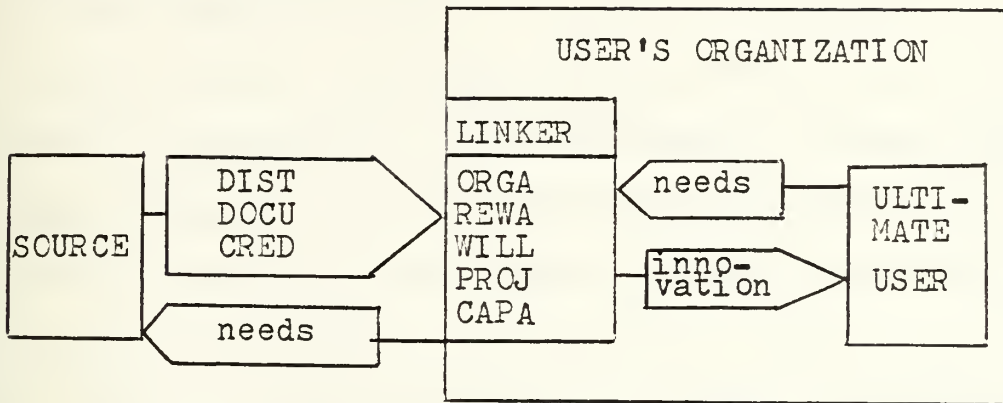 USER'S ORGANIZATION
LINKER
SOURCE
DIST
DOCU
CRED
needs
ORGA
REWA
WILL
PROJ
CAPA
needs
inno-
vation
ULTI-
MATE
USER